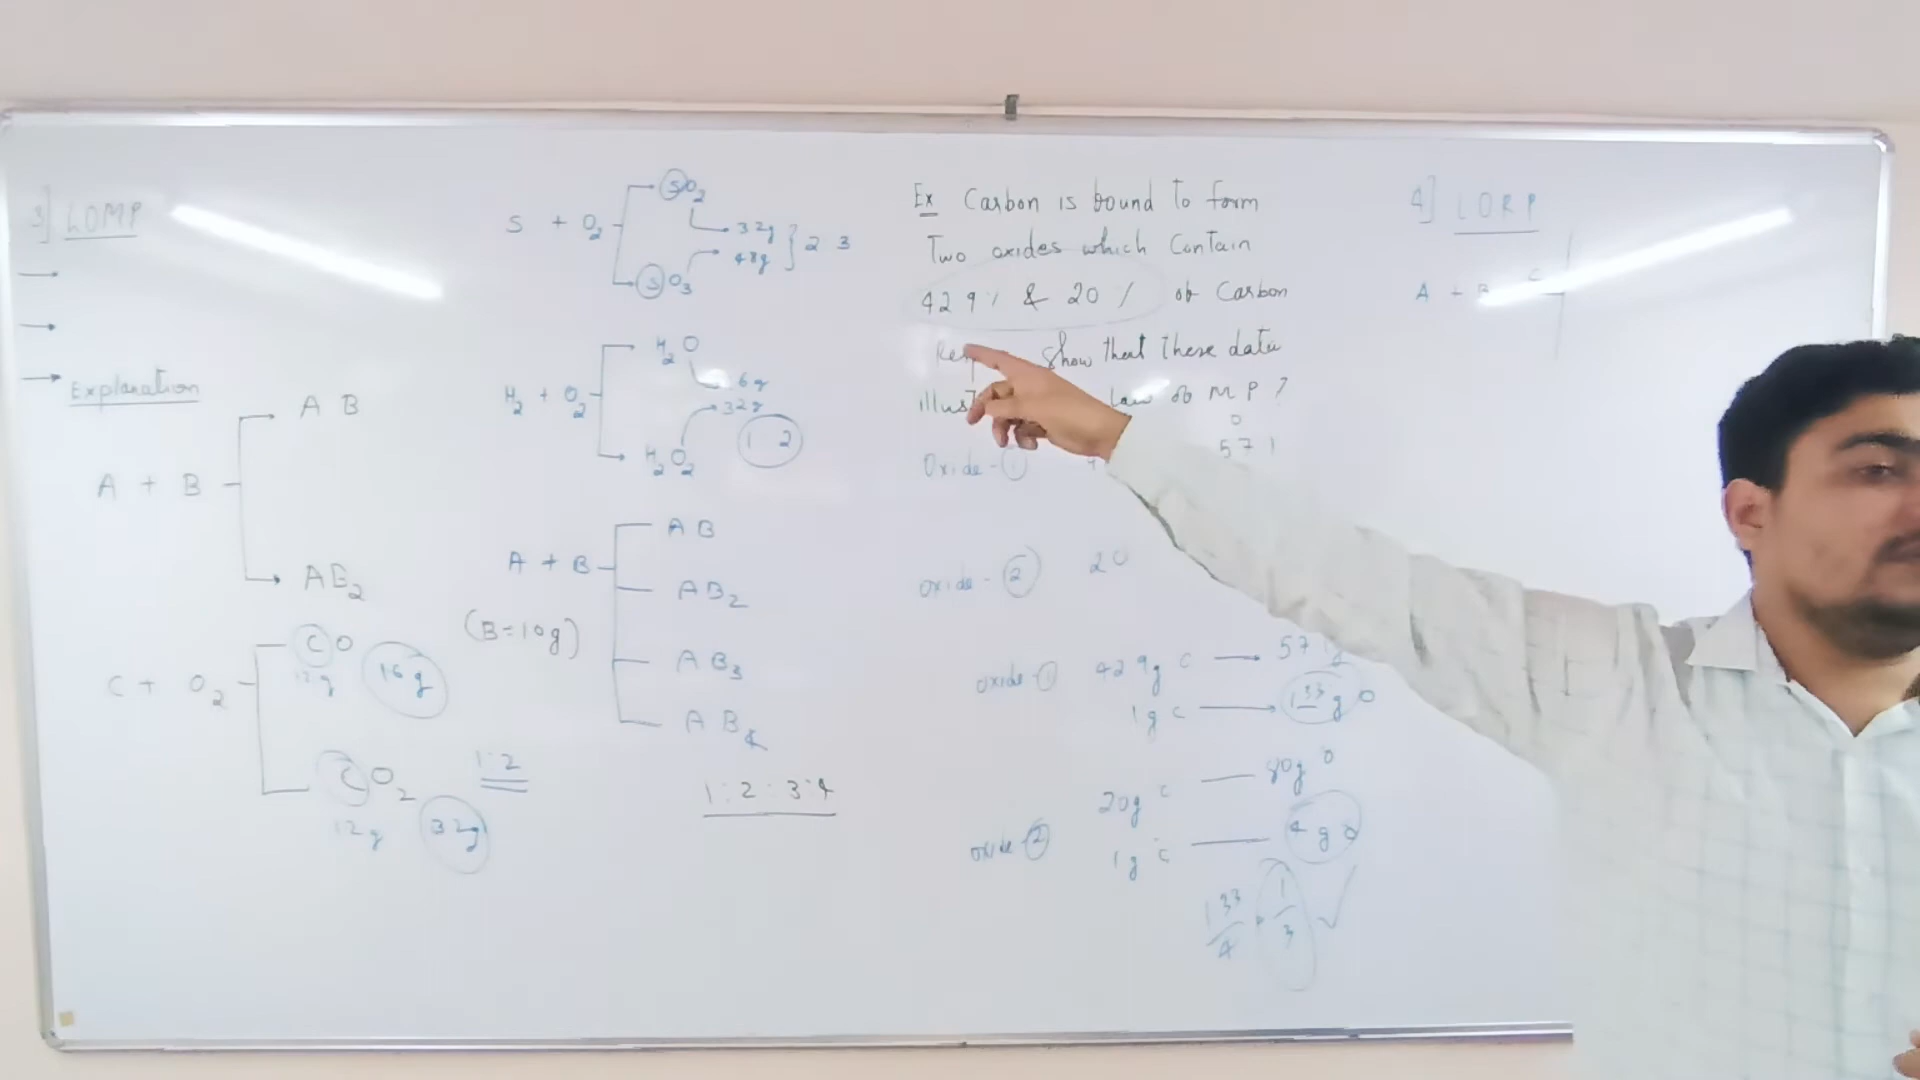 3] LOMP
Explanation
A + B
A B
AB2
C + O2
CO
12g
16g
CO2
12g
32g
1:2
S + O2
SO2
32g
48g
2 3
SO3
H2 + O2
H2O
16g
32g
1 2
H2O2
A + B
(B=10g)
AB
AB2
AB3
AB4
1:2:3:4
Ex Carbon is bound to form
Two oxides which Contain
42 9% & 20 % of Carbon
Show that these data
Law of M P ?
O
Oxide - 1
57 1
oxide - 2
20
oxide 1
42 9g C
57
1g C
1 33 g O
oxide 2
20g C
80g O
1g C
4 g O
1 33
4
1
3
4] LORP
A + B
C